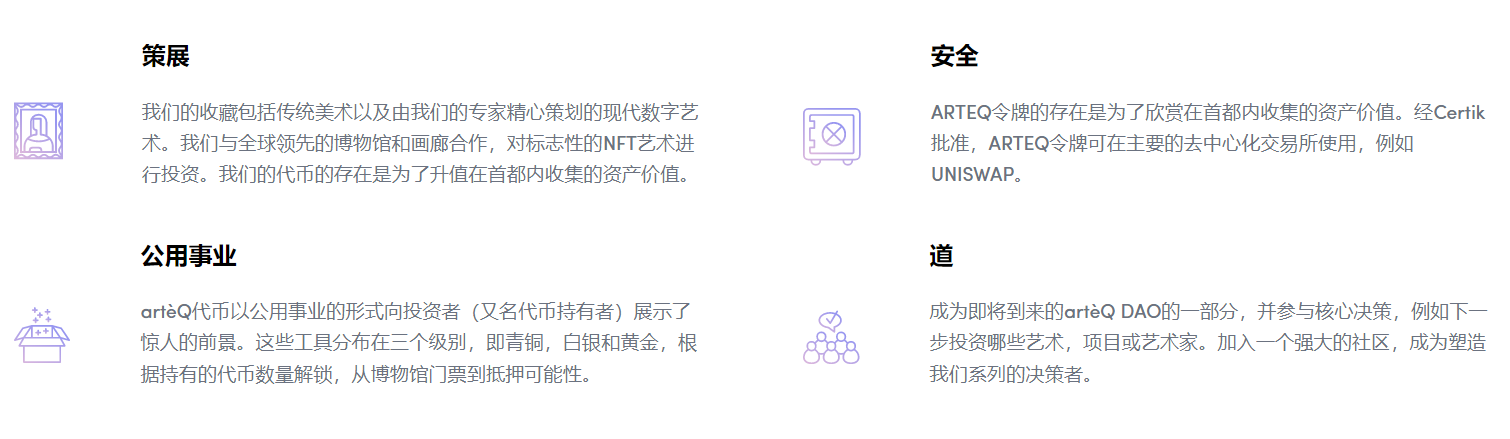 策展
我们的收藏包括传统美术以及由我们的专家精心策划的现代数字艺
术。我们与全球领先的博物馆和画廊合作，对标志性的NFT艺术进
行投资。我们的代币的存在是为了升值在首都内收集的资产价值。
安全
ARTEQ令牌的存在是为了欣赏在首都内收集的资产价值。经Certik
批准，ARTEQ令牌可在主要的去中心化交易所使用，例如
UNISWAP。
公用事业
artèQ代币以公用事业的形式向投资者（又名代币持有者）展示了
惊人的前景。这些工具分布在三个级别，即青铜，白银和黄金，根
据持有的代币数量解锁，从博物馆门票到抵押可能性。
道
成为即将到来的artèQ DAO的一部分，并参与核心决策，例如下一
步投资哪些艺术，项目或艺术家。加入一个强大的社区，成为塑造
我们系列的决策者。